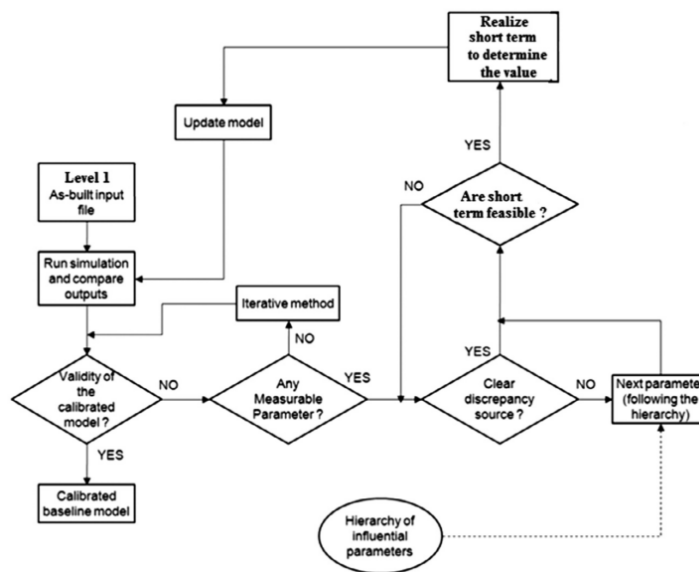 Realize
short term
to determine
the value
Update model
YES
Level 1
As-built input
file
NO
Are short
term feasible ?
Run simulation
and compare
outputs
Iterative method
NO
YES
Validity of
the calibrated
model ?
NO
Any
Measurable
Parameter ?
YES
Clear
discrepancy
source ?
NO
Next parameter
(following the
hierarchy)
YES
Calibrated
baseline model
Hierarchy of
influential
parameters